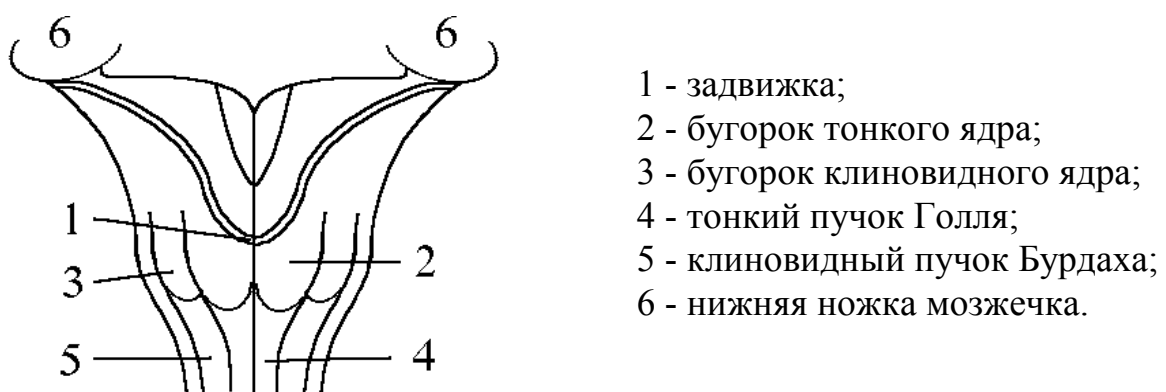 6 6
1
2
3
5
4
1 - задвижка;
2 - бугорок тонкого ядра;
3 - бугорок клиновидного ядра;
4 - тонкий пучок Голля;
5 - клиновидный пучок Бурдаха;
6 - нижняя ножка мозжечка.